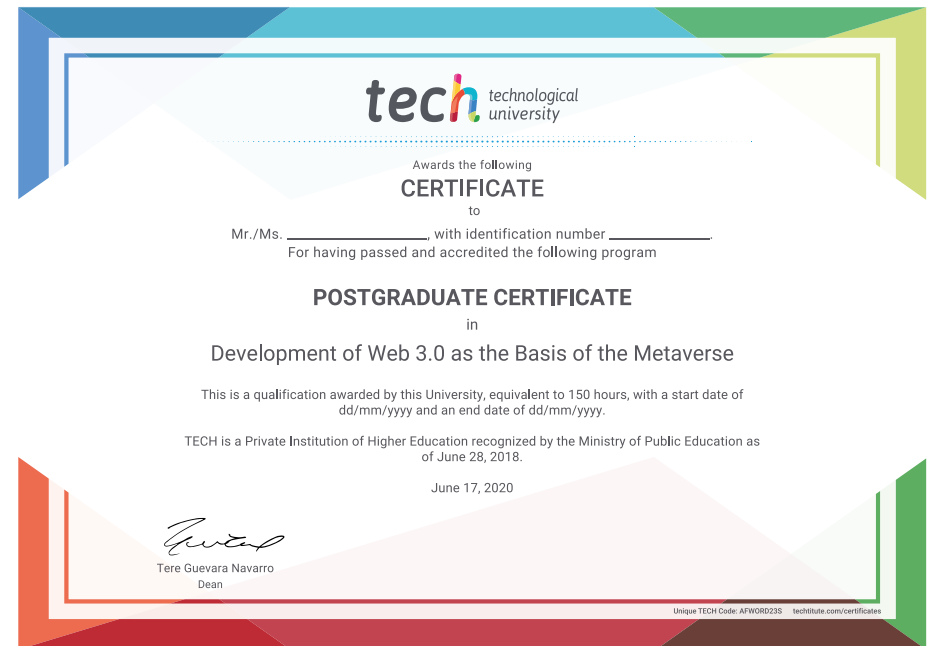 tech technological
university
Awards the following
CERTIFICATE
to
Mr./Ms. ____________________, with identification number ______________.
For having passed and accredited the following program
POSTGRADUATE CERTIFICATE
in
Development of Web 3.0 as the Basis of the Metaverse
This is a qualification awarded by this University, equivalent to 150 hours, with a start date of
dd/mm/yyyy and an end date of dd/mm/yyyy.
TECH is a Private Institution of Higher Education recognized by the Ministry of Public Education as
of June 28, 2018.
June 17, 2020
Tere Guevara Navarro
Dean
Unique TECH Code: AFWORD23S techtitute.com/certificates